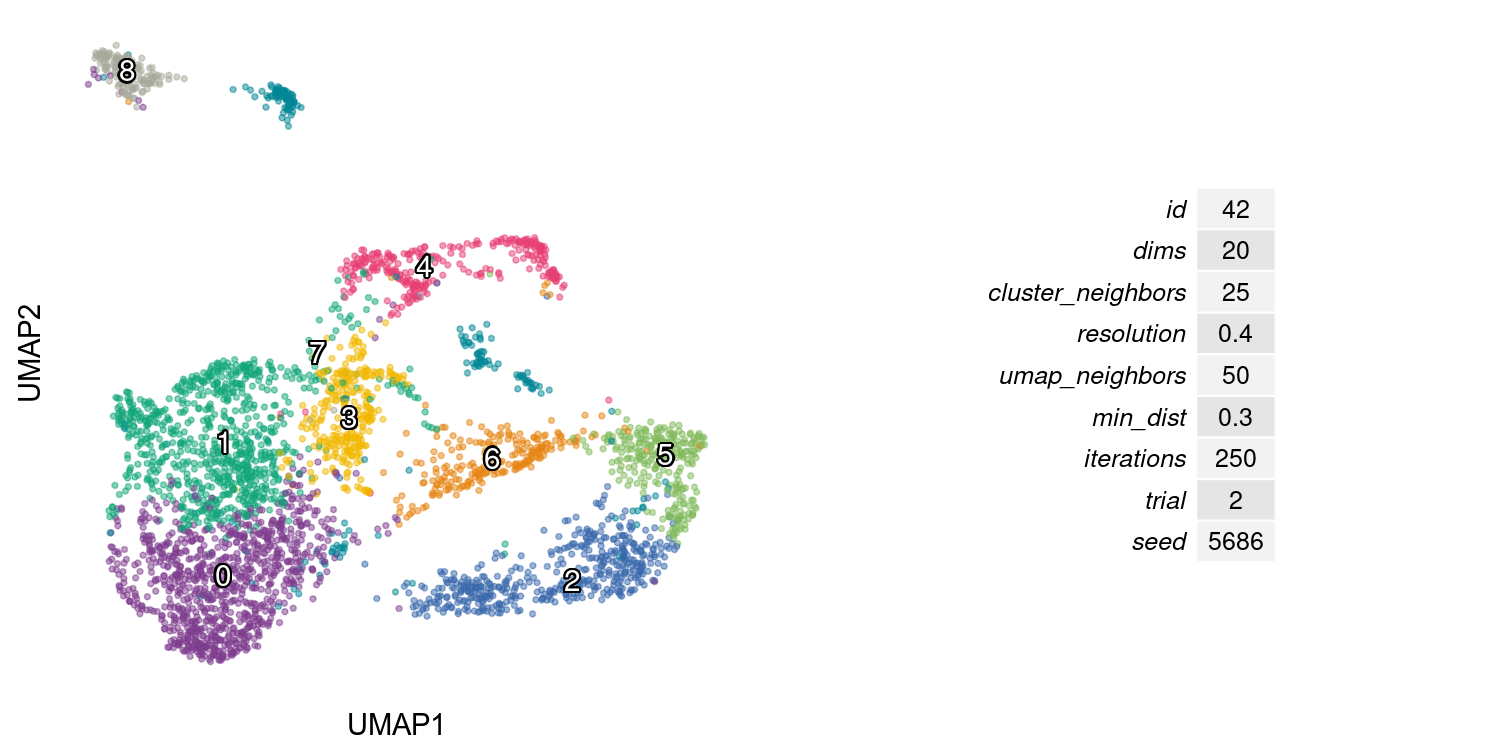 8
4
7
3
1
6
5
0
2
UMAP2
UMAP1
id 42
dims 20
cluster_neighbors 25
resolution 0.4
umap_neighbors 50
min_dist 0.3
iterations 250
trial 2
seed 5686